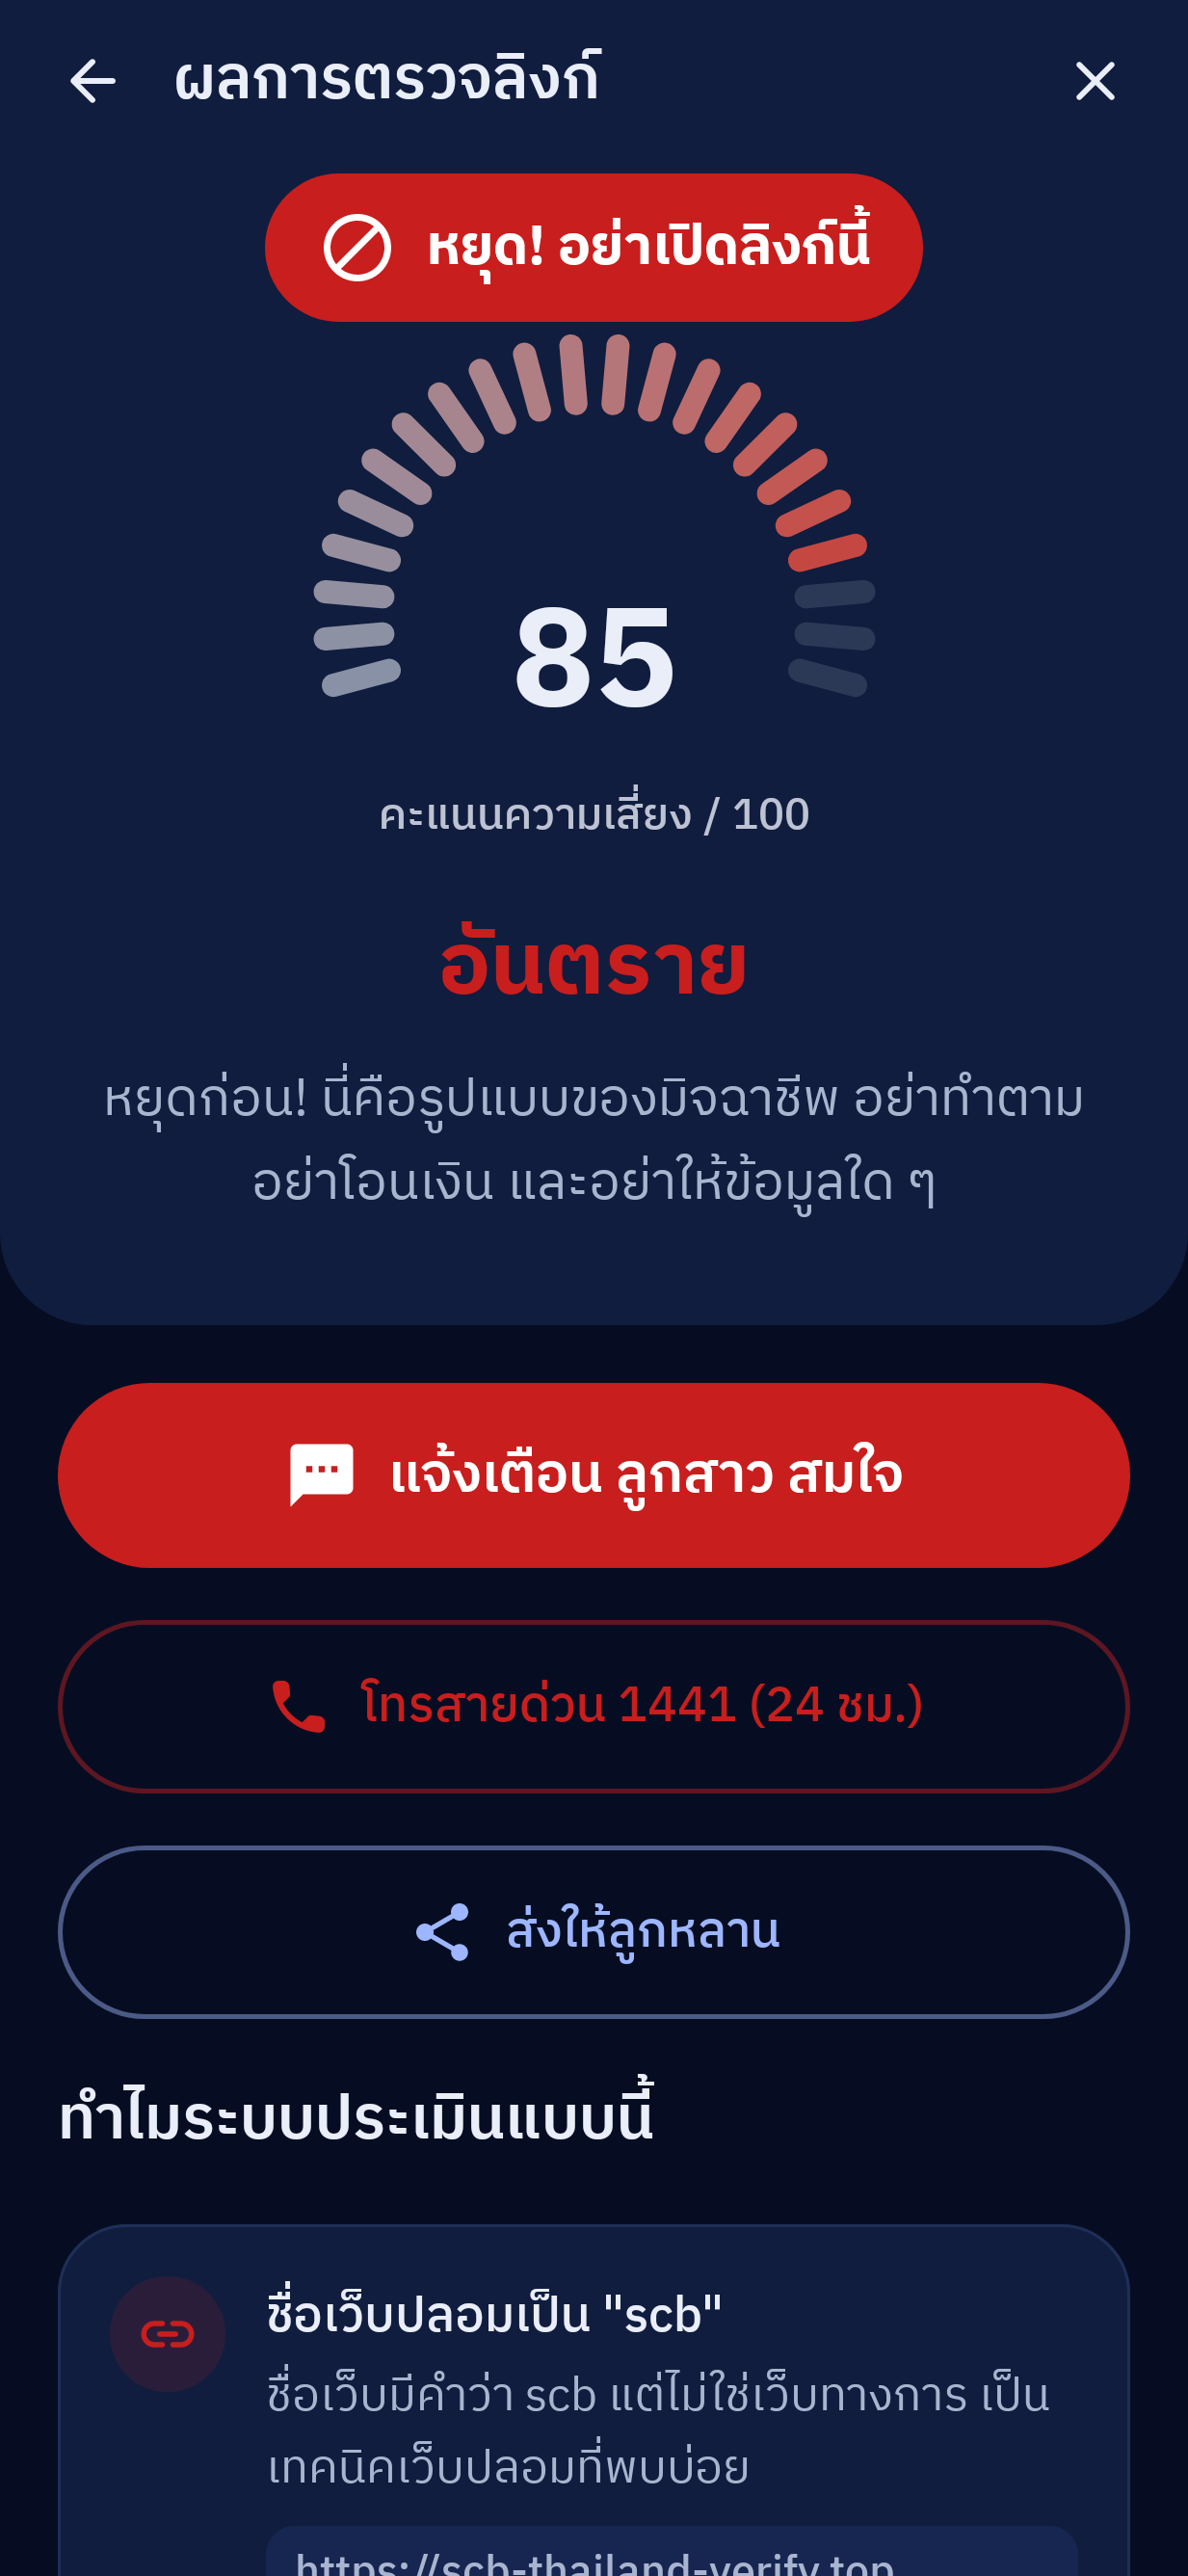 ผลการตรวจลิงก์
หยุด! อย่าเปิดลิงก์นี้
85
คะแนนความเสี่ยง / 100
อันตราย
หยุดก่อน! นี่คือรูปแบบของมิจฉาชีพ อย่าทำตาม
อย่าโอนเงิน และอย่าให้ข้อมูลใด ๆ
แจ้งเตือน ลูกสาว สมใจ
โทรสายด่วน 1441 (24 ชม.)
ส่งให้ลูกหลาน
ทำไมระบบประเมินแบบนี้
ชื่อเว็บปลอมเป็น "scb"
ชื่อเว็บมีคำว่า scb แต่ไม่ใช่เว็บทางการ เป็น
เทคนิคเว็บปลอมที่พบบ่อย
https://scb-thailand-verify.top